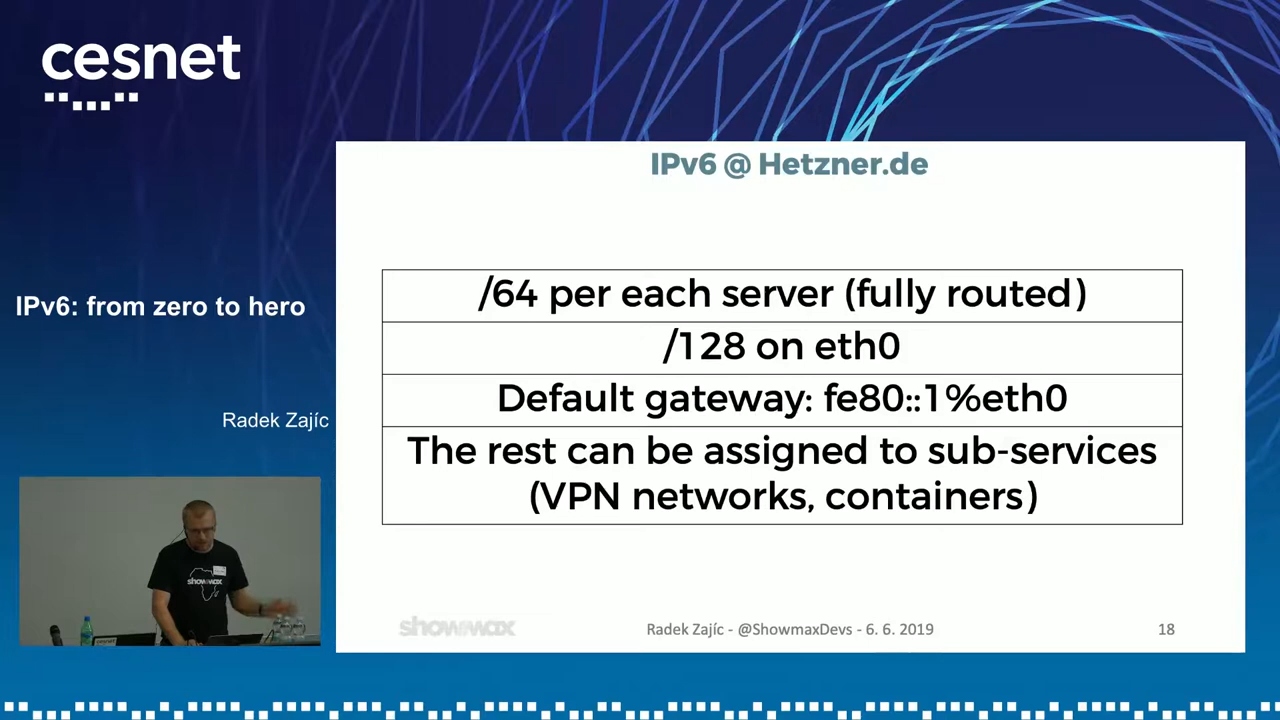 cesnet
IPv6 @ Hetzner.de
/64 per each server (fully routed)
/128 on eth0
Default gateway: fe80::1%eth0
The rest can be assigned to sub-services
(VPN networks, containers)
IPv6: from zero to hero
Radek Zajíc
showmax
showmax
Radek Zajíc - @ShowmaxDevs - 6. 6. 2019
18